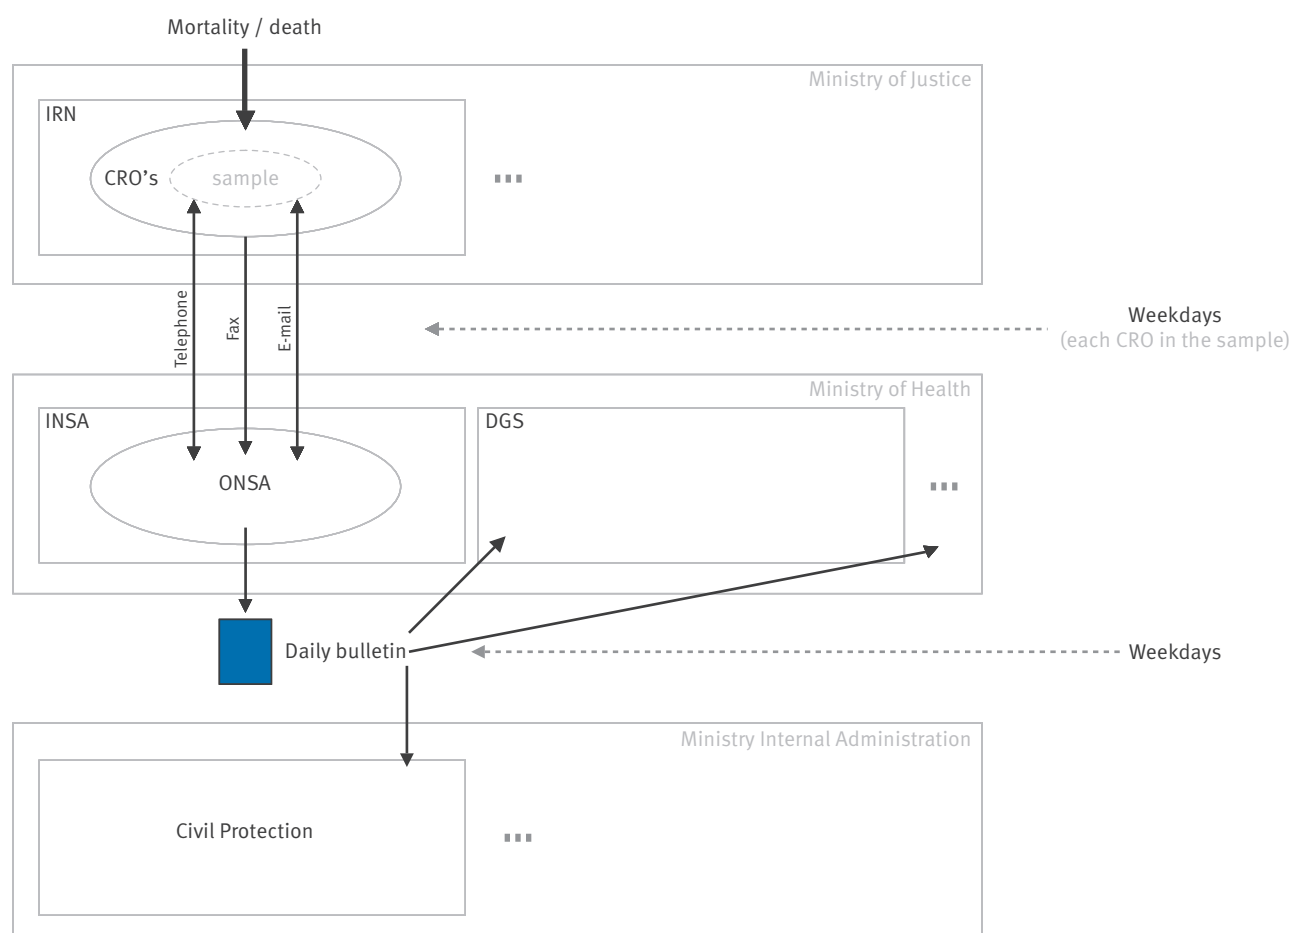 Mortality / death
Ministry of Justice
IRN
CRO's
sample
Telephone
Fax
E-mail
Weekdays
(each CRO in the sample)
Ministry of Health
INSA
DGS
ONSA
Daily bulletin
Weekdays
Ministry Internal Administration
Civil Protection